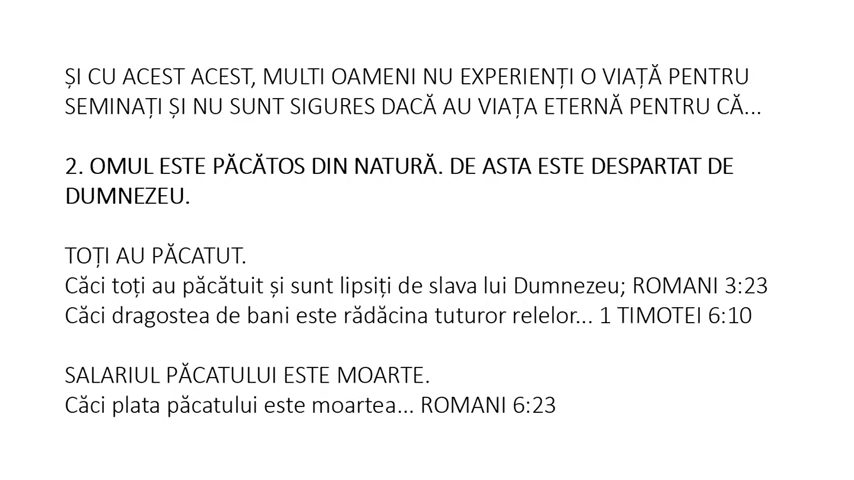 ȘI CU ACEST ACEST, MULTI OAMENI NU EXPERIENȚI O VIAȚĂ PENTRU
SEMINAȚI ȘI NU SUNT SIGURES DACĂ AU VIAȚA ETERNĂ PENTRU CĂ...
2. OMUL ESTE PĂCĂTOS DIN NATURĂ. DE ASTA ESTE DESPARTAT DE
DUMNEZEU.
TOȚI AU PĂCATUT.
Căci toți au păcătuit și sunt lipsiți de slava lui Dumnezeu; ROMANI 3:23
Căci dragostea de bani este rădăcina tuturor relelor... 1 TIMOTEI 6:10
SALARIUL PĂCATULUI ESTE MOARTE.
Căci plata păcatului este moartea... ROMANI 6:23